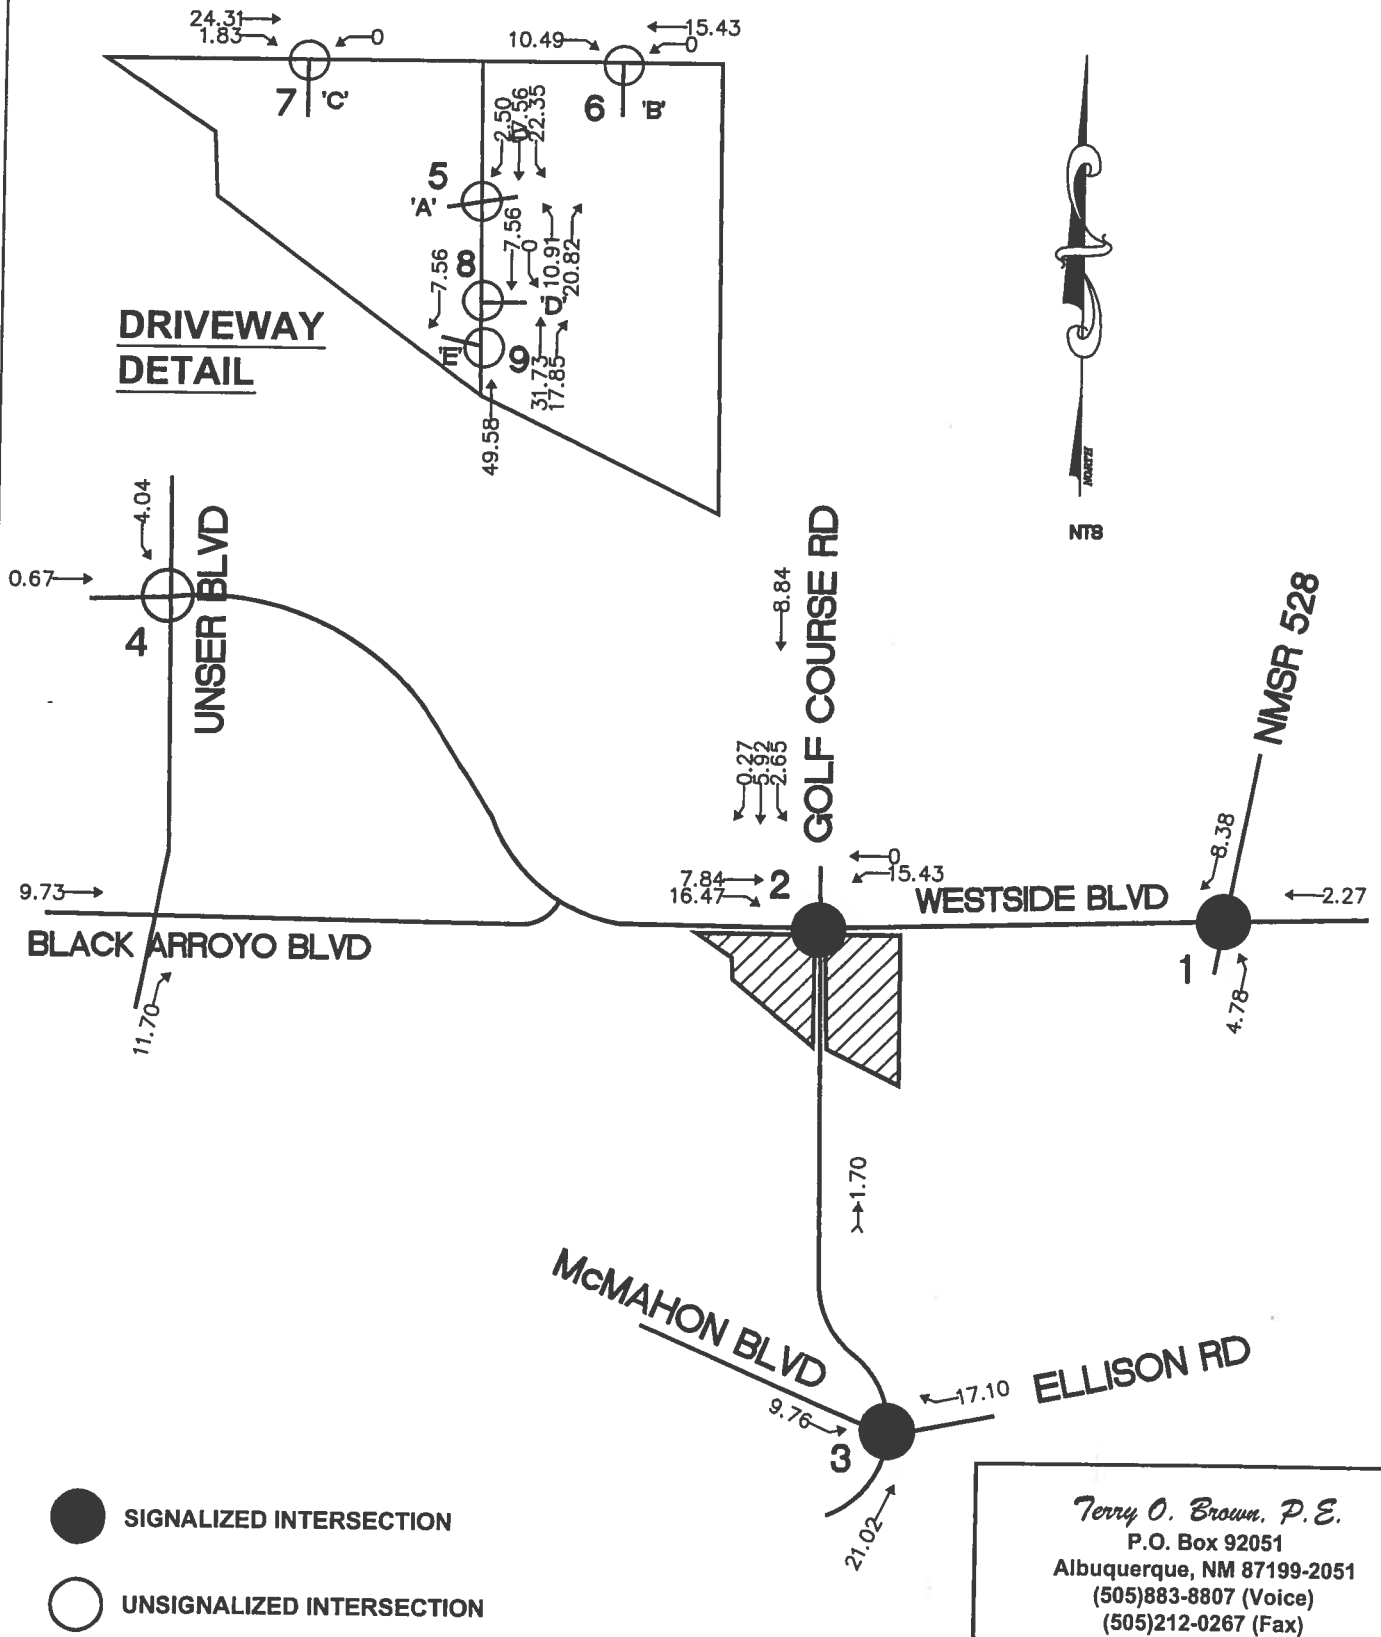 24.31
1.83
0
10.49
15.43
0
7 'C'
6 'B'
2.50
17.56
22.35
5
'A'
7.56
7.56
0
10.91
20.82
8
'D'
'E'
9
31.73
17.85
49.58
DRIVEWAY
DETAIL
NORTH
NTS
4.04
0.67
4
UNSER BLVD
8.84
GOLF COURSE RD
0.27
5.92
2.65
NMSR 528
8.38
2.27
1
4.78
9.73
BLACK ARROYO BLVD
11.70
7.84
16.47
2
0
15.43
WESTSIDE BLVD
1.70
McMAHON BLVD
9.76
17.10
ELLISON RD
3
21.02
SIGNALIZED INTERSECTION
UNSIGNALIZED INTERSECTION
Terry O. Brown, P.E.
P.O. Box 92051
Albuquerque, NM 87199-2051
(505)883-8807 (Voice)
(505)212-0267 (Fax)